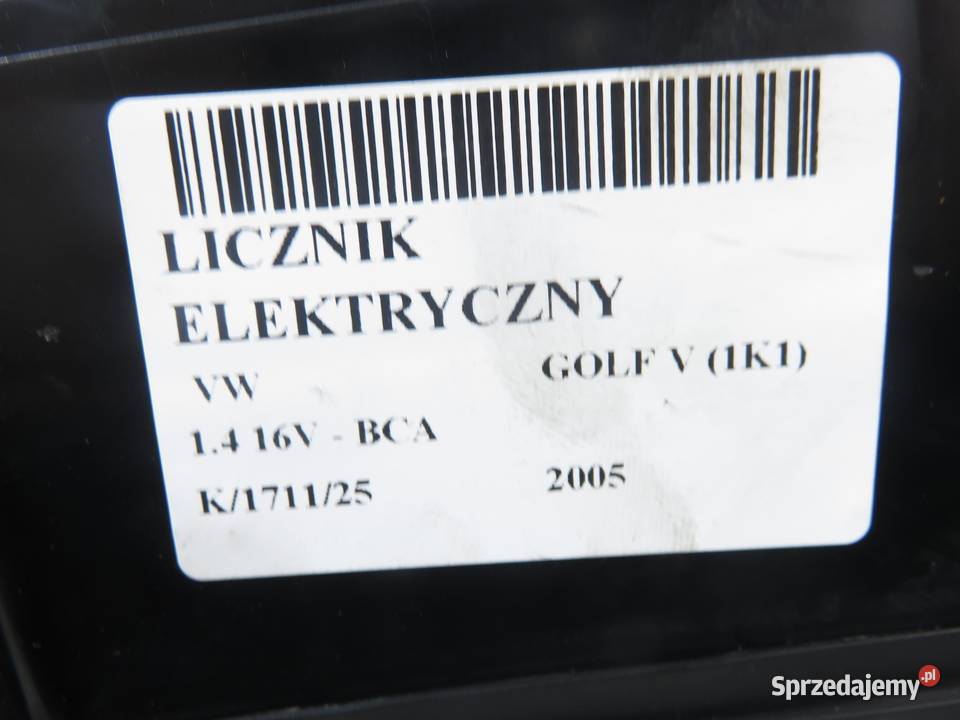 LICZNIK
ELEKTRYCZNY
VW GOLF V (1K1)
1.4 16V - BCA
K/1711/25 2005
Sprzedajemy.pl